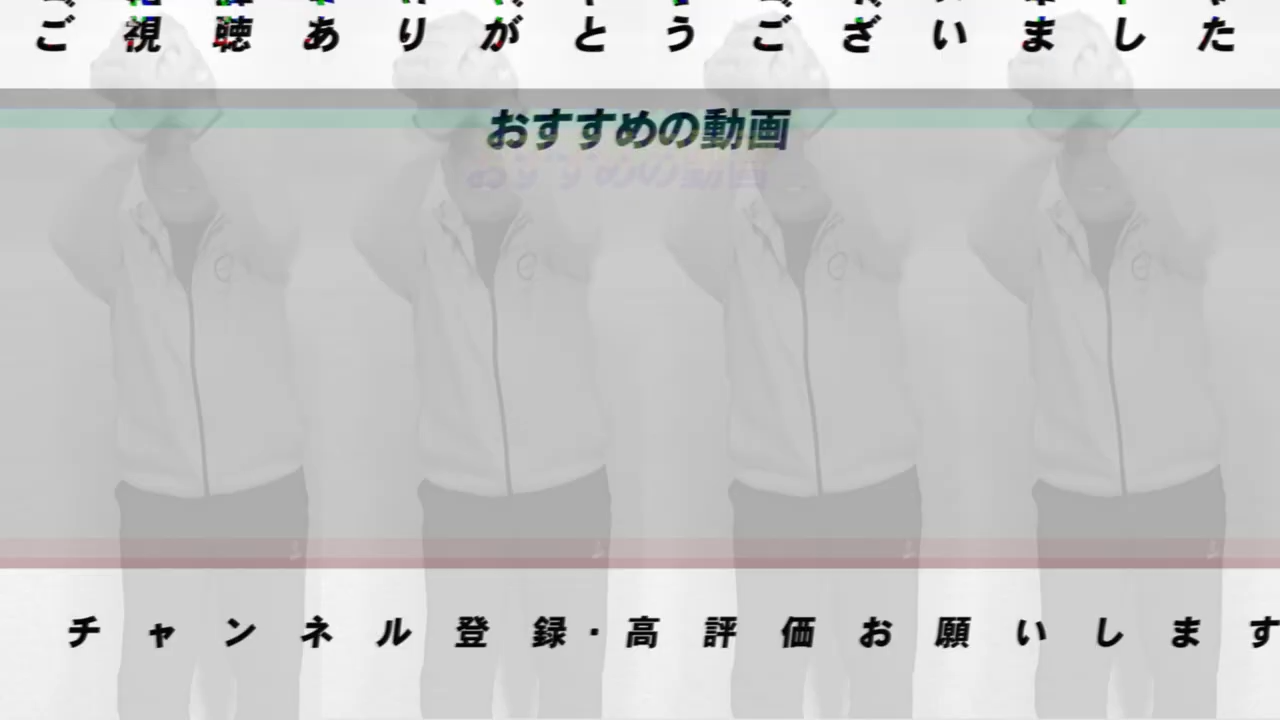 ご視聴ありがとうございました
おすすめの動画
チャンネル登録・高評価お願いします